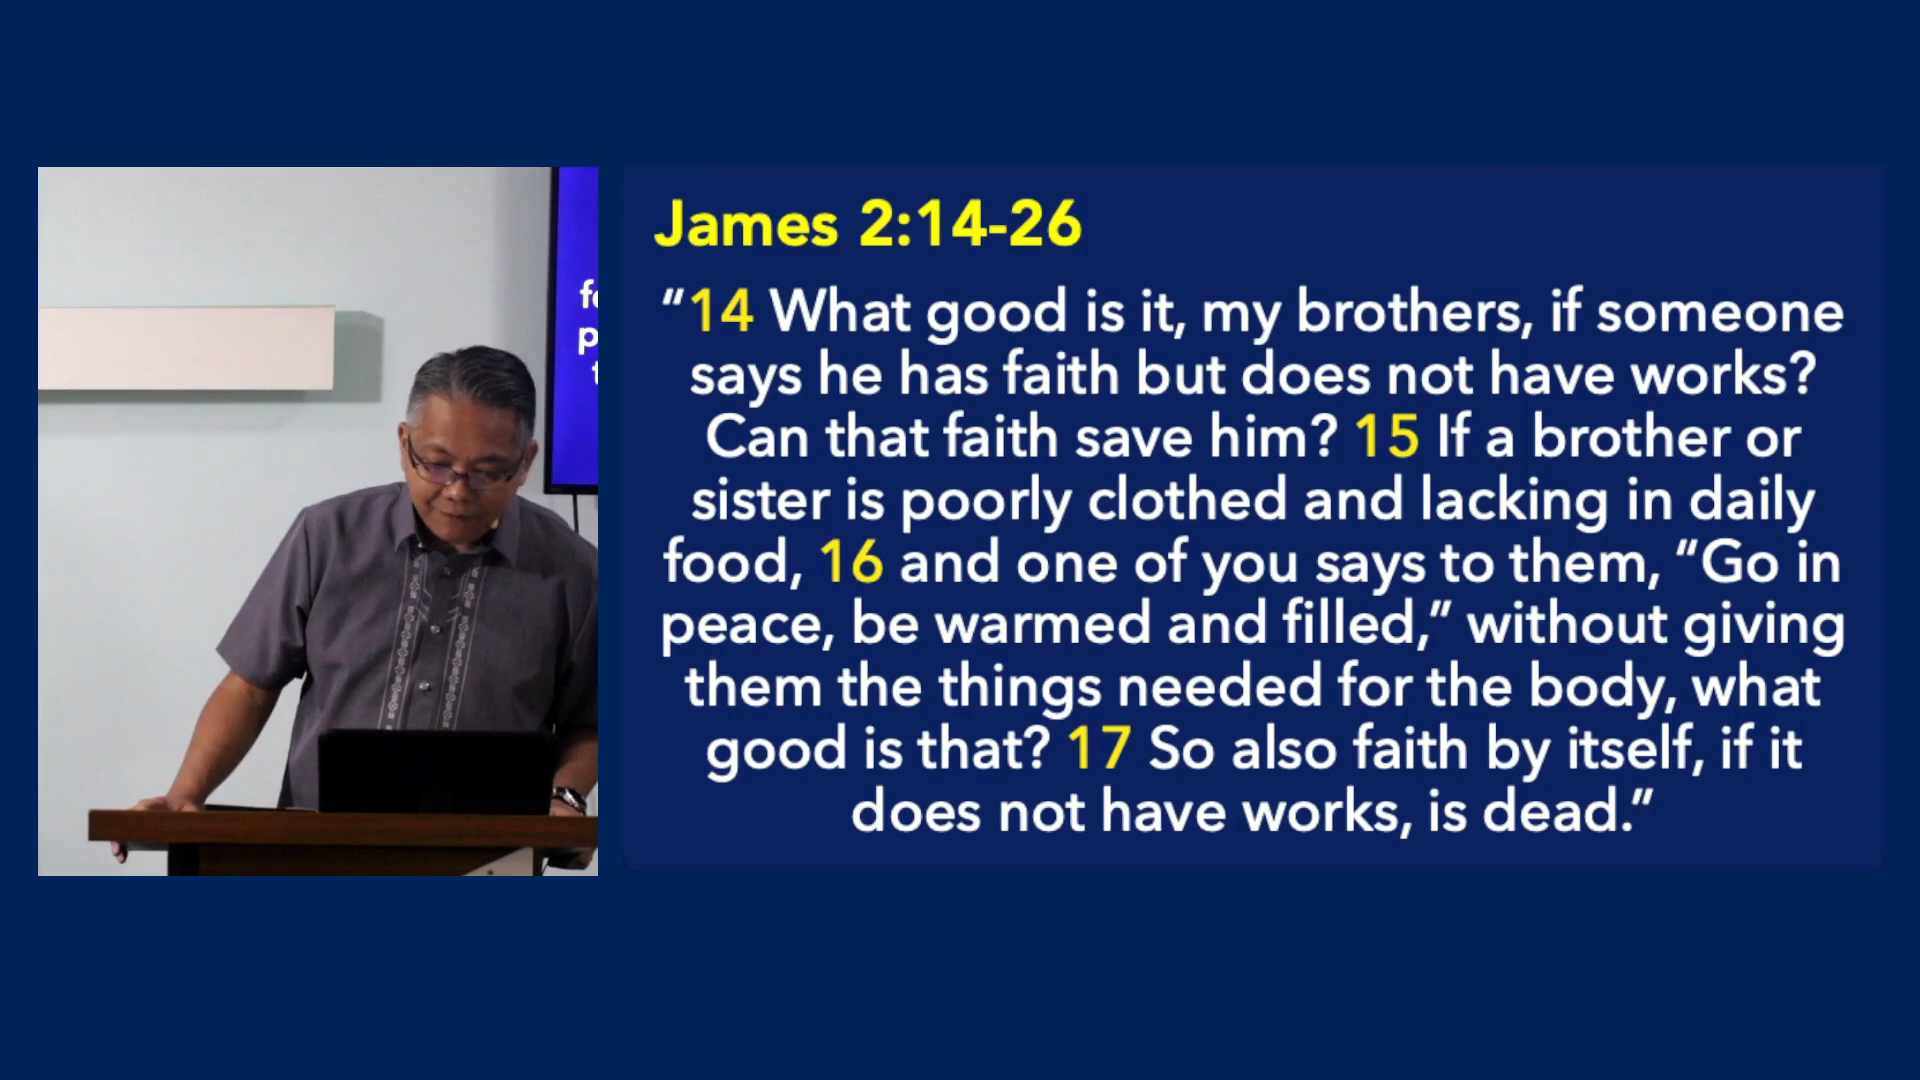 James 2:14-26
“14 What good is it, my brothers, if someone
says he has faith but does not have works?
Can that faith save him? 15 If a brother or
sister is poorly clothed and lacking in daily
food, 16 and one of you says to them, “Go in
peace, be warmed and filled,” without giving
them the things needed for the body, what
good is that? 17 So also faith by itself, if it
does not have works, is dead.”